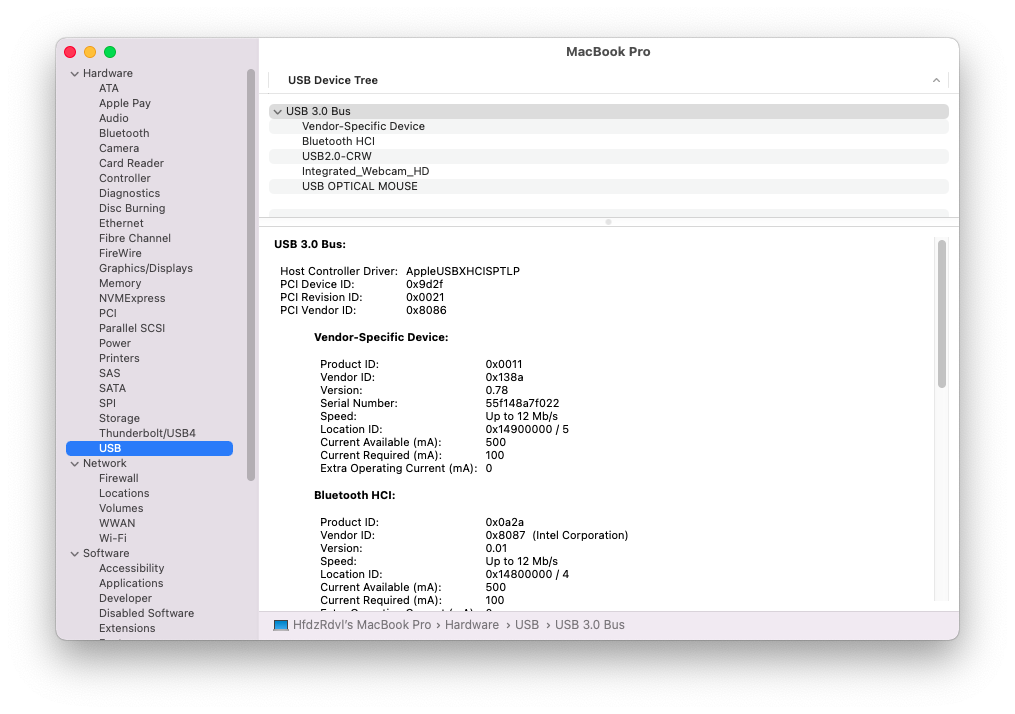 MacBook Pro
Hardware
ATA
Apple Pay
Audio
Bluetooth
Camera
Card Reader
Controller
Diagnostics
Disc Burning
Ethernet
Fibre Channel
FireWire
Graphics/Displays
Memory
NVMExpress
PCI
Parallel SCSI
Power
Printers
SAS
SATA
SPI
Storage
Thunderbolt/USB4
USB
Network
Firewall
Locations
Volumes
WWAN
Wi-Fi
Software
Accessibility
Applications
Developer
Disabled Software
Extensions
USB Device Tree
USB 3.0 Bus
Vendor-Specific Device
Bluetooth HCI
USB2.0-CRW
Integrated_Webcam_HD
USB OPTICAL MOUSE
USB 3.0 Bus:
Host Controller Driver: AppleUSBXHCISPTLP
PCI Device ID: 0x9d2f
PCI Revision ID: 0x0021
PCI Vendor ID: 0x8086
Vendor-Specific Device:
Product ID: 0x0011
Vendor ID: 0x138a
Version: 0.78
Serial Number: 55f148a7f022
Speed: Up to 12 Mb/s
Location ID: 0x14900000 / 5
Current Available (mA): 500
Current Required (mA): 100
Extra Operating Current (mA): 0
Bluetooth HCI:
Product ID: 0x0a2a
Vendor ID: 0x8087 (Intel Corporation)
Version: 0.01
Speed: Up to 12 Mb/s
Location ID: 0x14800000 / 4
Current Available (mA): 500
Current Required (mA): 100
HfdzRdvl's MacBook Pro › Hardware › USB › USB 3.0 Bus